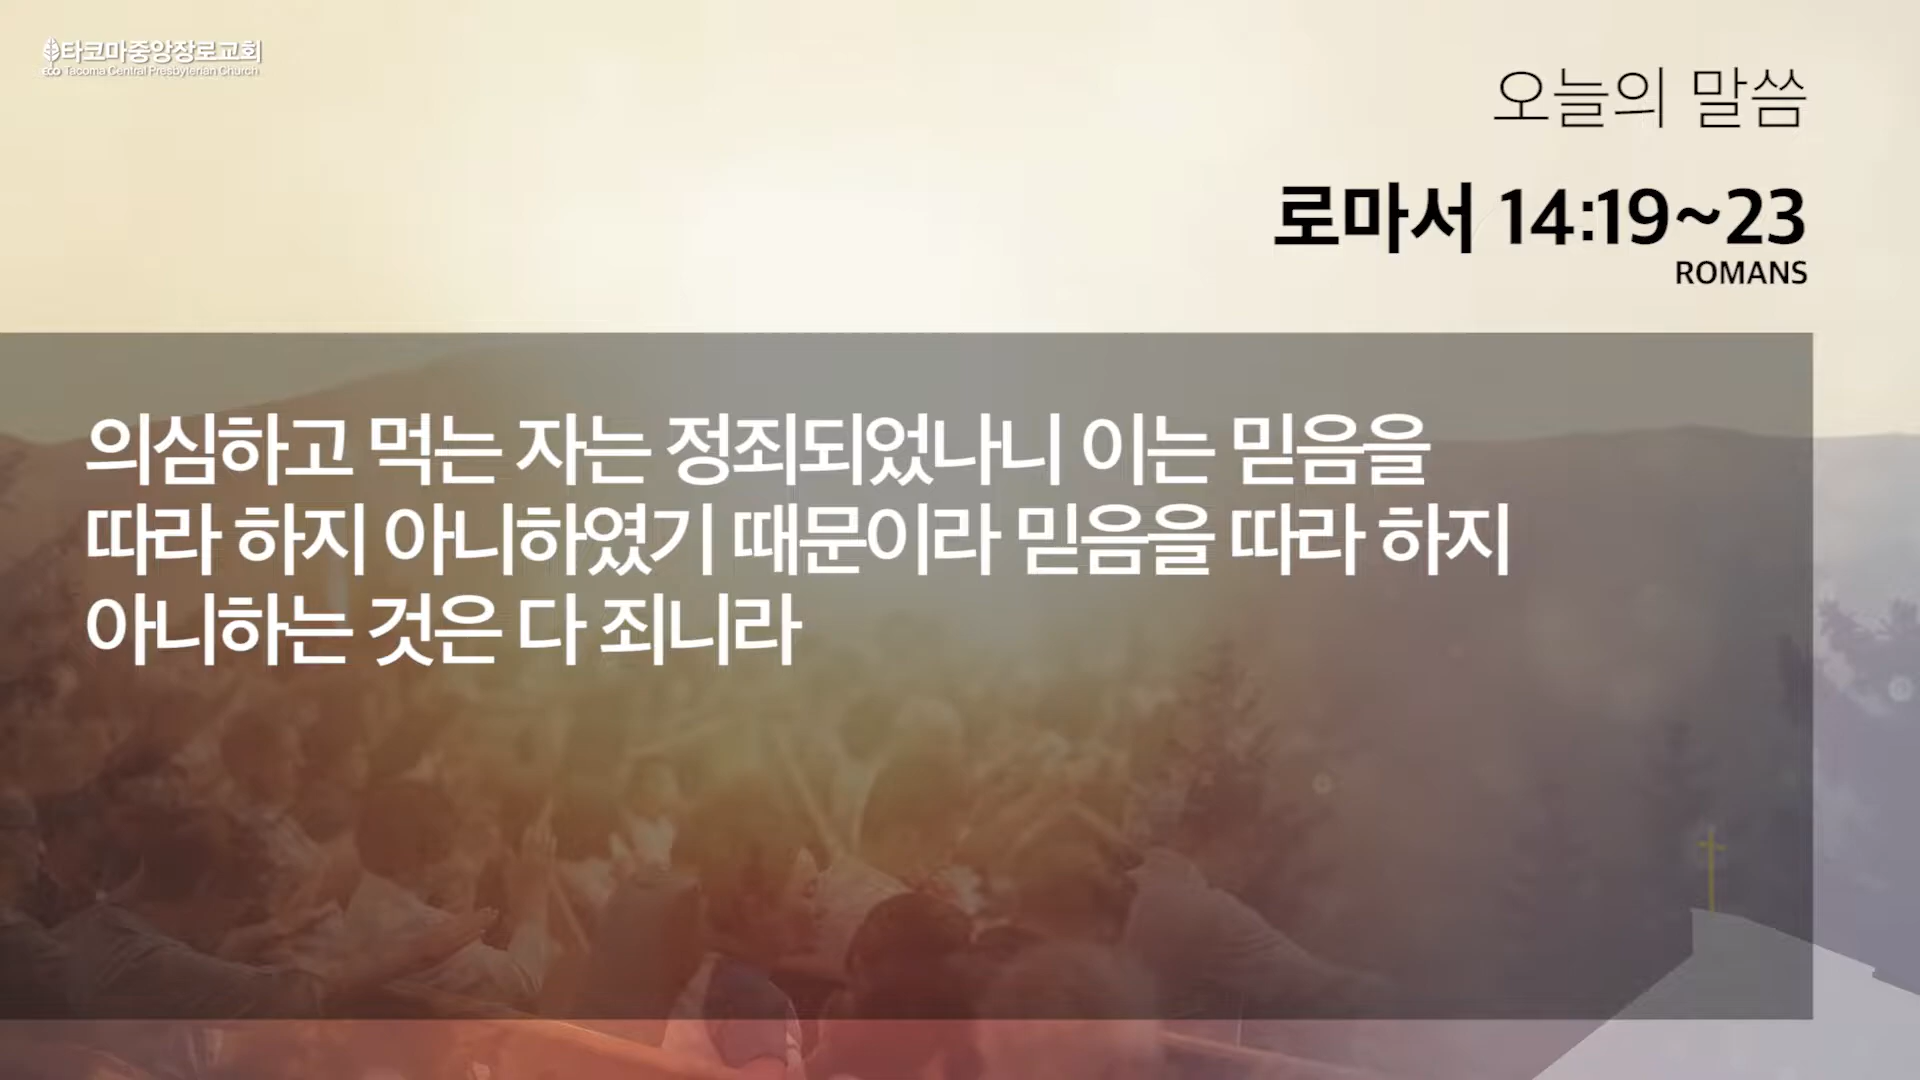 타코마중앙장로교회
ECO Tacoma Central Presbyterian Church
오늘의 말씀
로마서 14:19~23
ROMANS
의심하고 먹는 자는 정죄되었나니 이는 믿음을
따라 하지 아니하였기 때문이라 믿음을 따라 하지
아니하는 것은 다 죄니라